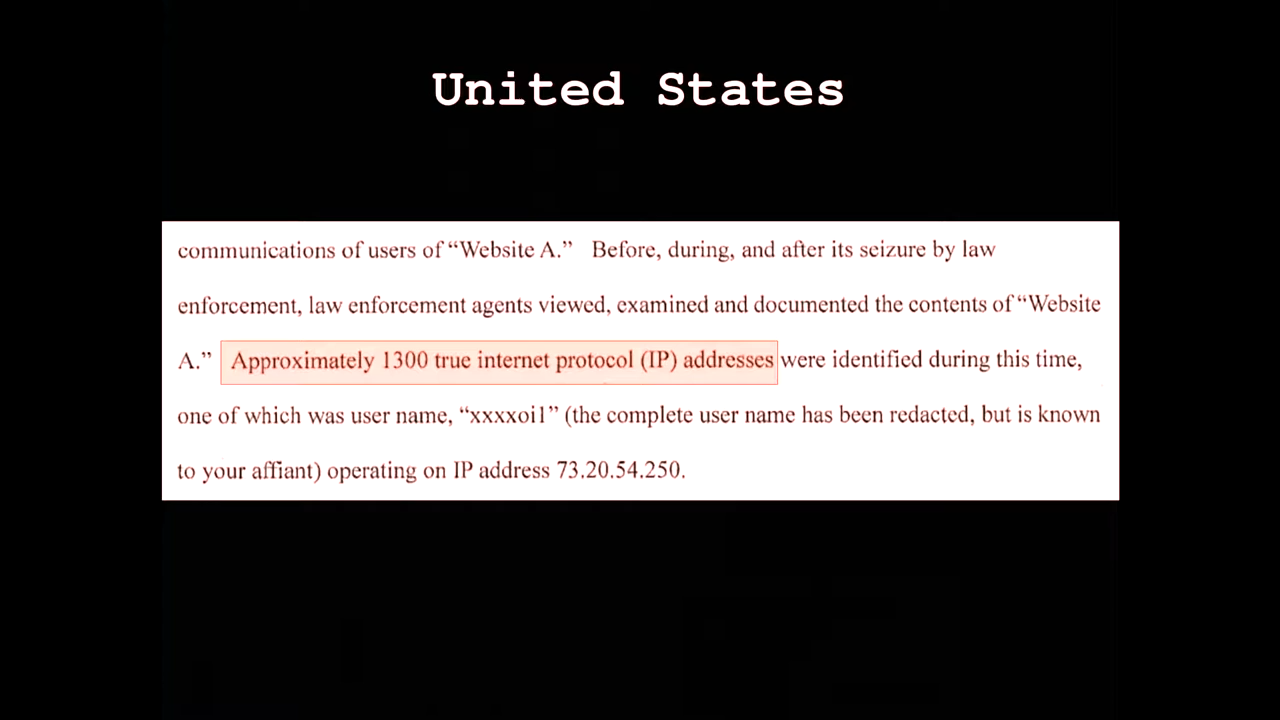 United States
communications of users of “Website A.” Before, during, and after its seizure by law
enforcement, law enforcement agents viewed, examined and documented the contents of “Website
A.” Approximately 1300 true internet protocol (IP) addresses were identified during this time,
one of which was user name, “xxxxoi1” (the complete user name has been redacted, but is known
to your affiant) operating on IP address 73.20.54.250.